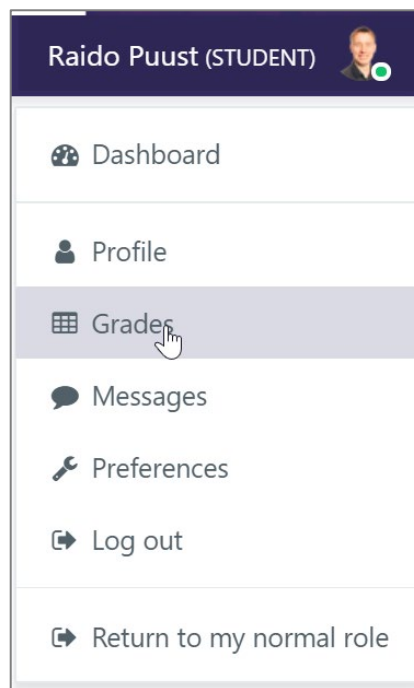 Raido Puust (STUDENT)
Dashboard
Profile
Grades
Messages
Preferences
Log out
Return to my normal role